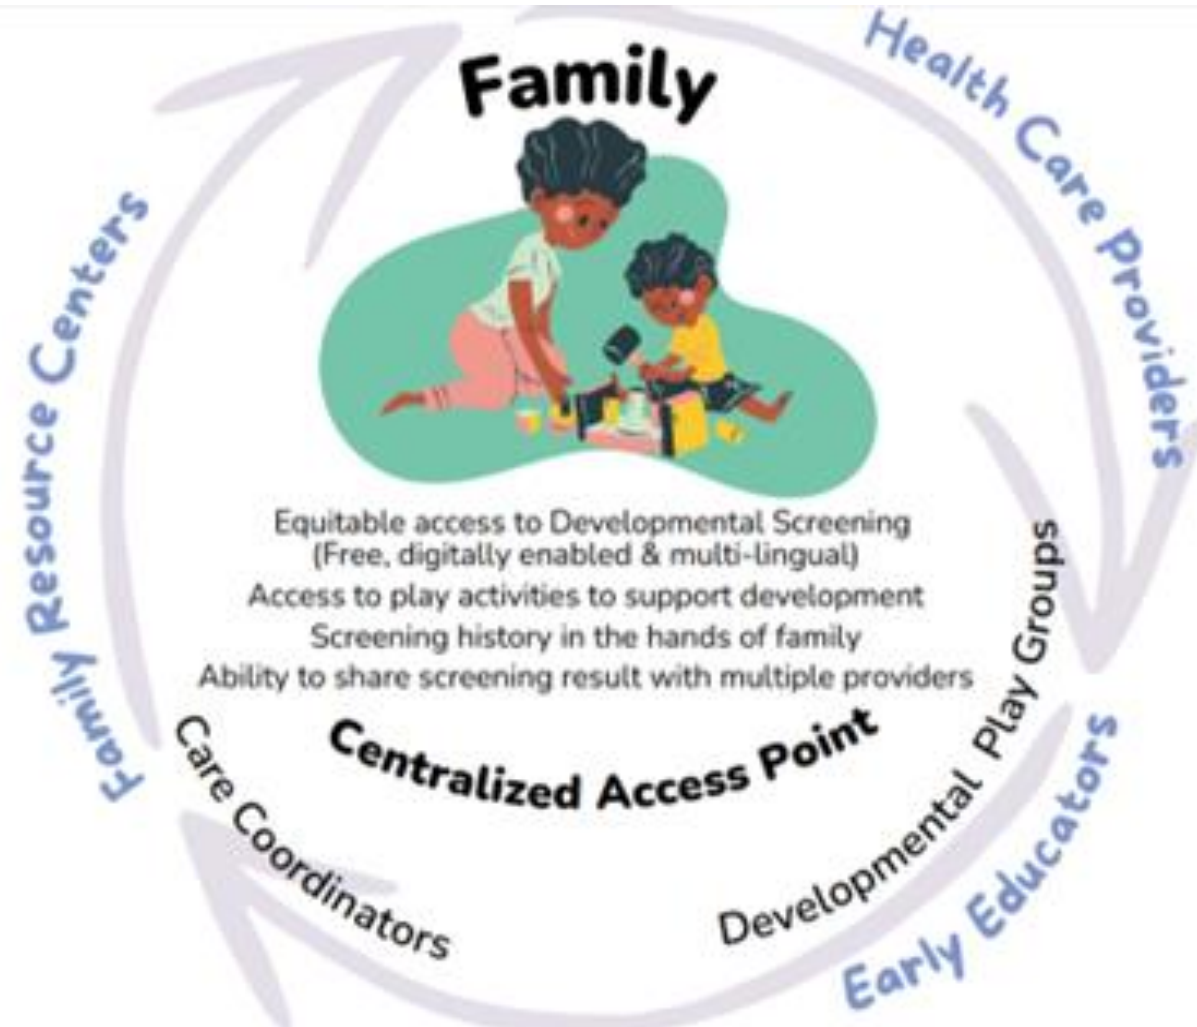 Family
Health Care Providers
Family Resource Centers
Equitable access to Developmental Screening
(Free, digitally enabled & multi-lingual)
Access to play activities to support development
Screening history in the hands of family
Ability to share screening result with multiple providers
Centralized Access Point
Care Coordinators
Developmental Play Groups
Early Educators